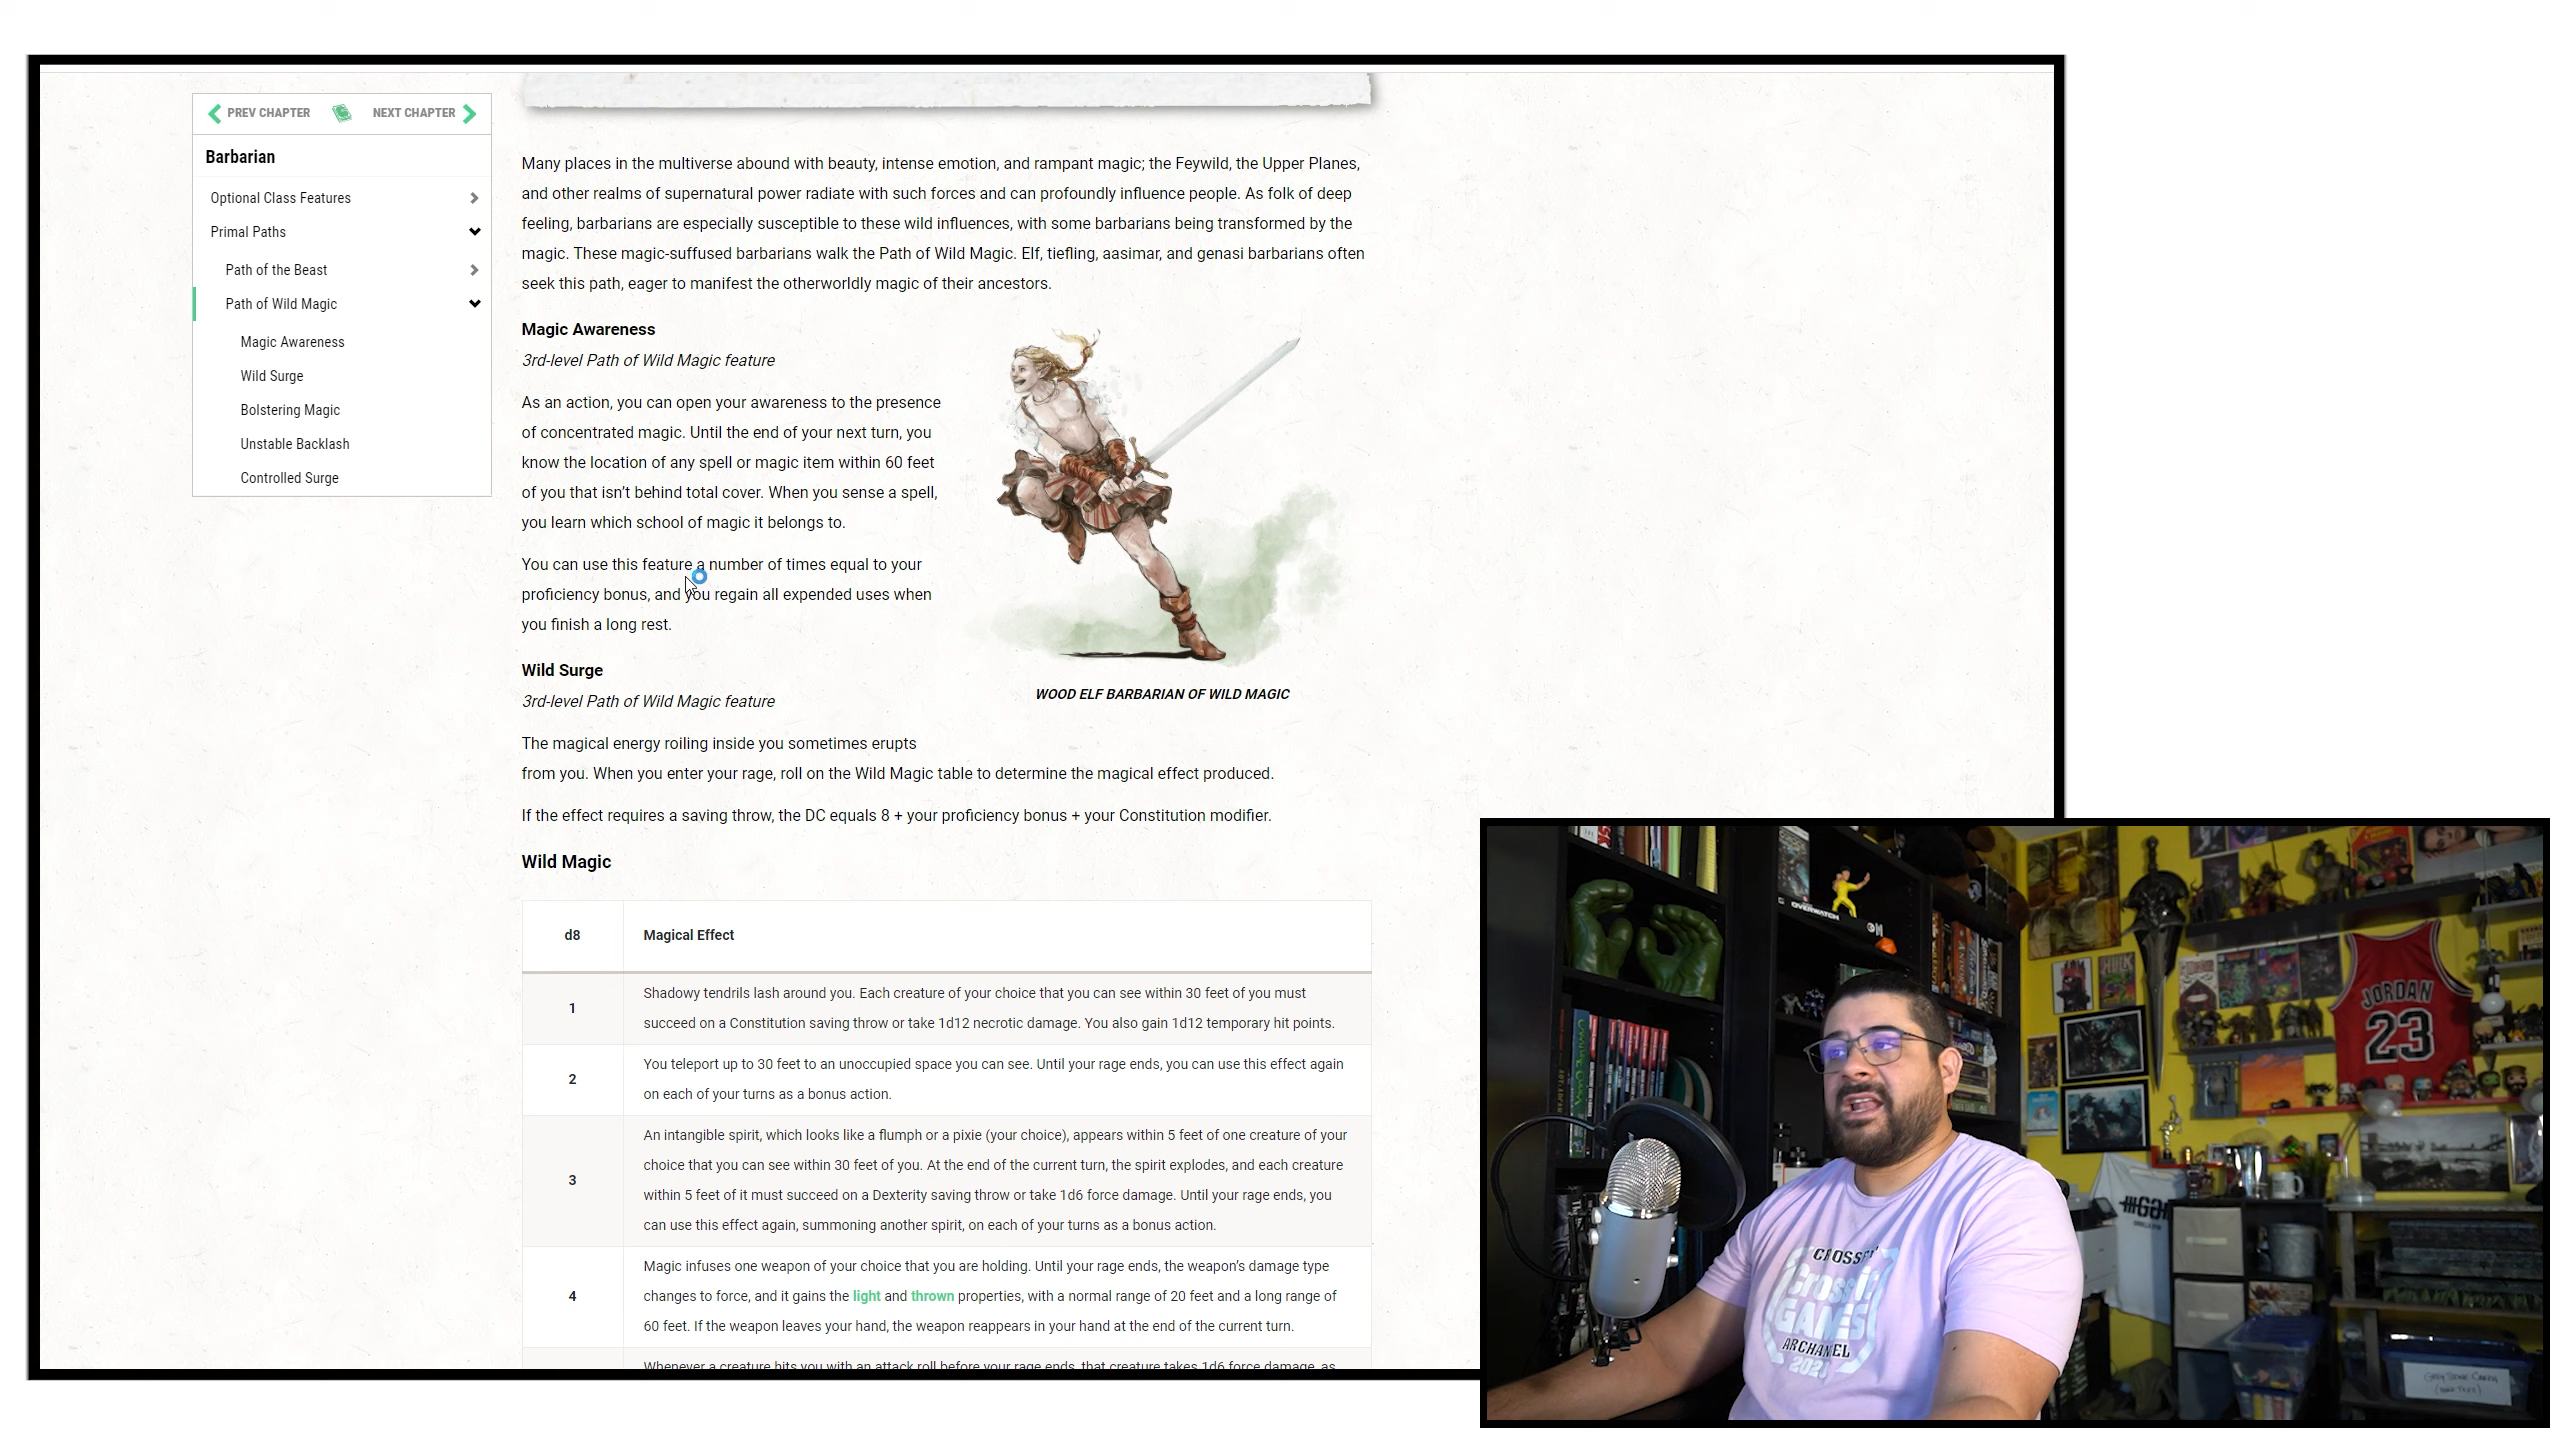 PREV CHAPTER
NEXT CHAPTER
Barbarian
Optional Class Features
Primal Paths
Path of the Beast
Path of Wild Magic
Magic Awareness
Wild Surge
Bolstering Magic
Unstable Backlash
Controlled Surge
Many places in the multiverse abound with beauty, intense emotion, and rampant magic; the Feywild, the Upper Planes,
and other realms of supernatural power radiate with such forces and can profoundly influence people. As folk of deep
feeling, barbarians are especially susceptible to these wild influences, with some barbarians being transformed by the
magic. These magic-suffused barbarians walk the Path of Wild Magic. Elf, tiefling, aasimar, and genasi barbarians often
seek this path, eager to manifest the otherworldly magic of their ancestors.
Magic Awareness
3rd-level Path of Wild Magic feature
As an action, you can open your awareness to the presence
of concentrated magic. Until the end of your next turn, you
know the location of any spell or magic item within 60 feet
of you that isn't behind total cover. When you sense a spell,
you learn which school of magic it belongs to.
You can use this feature a number of times equal to your
proficiency bonus, and you regain all expended uses when
you finish a long rest.
WOOD ELF BARBARIAN OF WILD MAGIC
Wild Surge
3rd-level Path of Wild Magic feature
The magical energy roiling inside you sometimes erupts
from you. When you enter your rage, roll on the Wild Magic table to determine the magical effect produced.
If the effect requires a saving throw, the DC equals 8 + your proficiency bonus + your Constitution modifier.
Wild Magic
d8 Magical Effect
1 Shadowy tendrils lash around you. Each creature of your choice that you can see within 30 feet of you must
succeed on a Constitution saving throw or take 1d12 necrotic damage. You also gain 1d12 temporary hit points.
2 You teleport up to 30 feet to an unoccupied space you can see. Until your rage ends, you can use this effect again
on each of your turns as a bonus action.
3 An intangible spirit, which looks like a flumph or a pixie (your choice), appears within 5 feet of one creature of your
choice that you can see within 30 feet of you. At the end of the current turn, the spirit explodes, and each creature
within 5 feet of it must succeed on a Dexterity saving throw or take 1d6 force damage. Until your rage ends, you
can use this effect again, summoning another spirit, on each of your turns as a bonus action.
4 Magic infuses one weapon of your choice that you are holding. Until your rage ends, the weapon's damage type
changes to force, and it gains the light and thrown properties, with a normal range of 20 feet and a long range of
60 feet. If the weapon leaves your hand, the weapon reappears in your hand at the end of the current turn.
Whenever a creature hits you with an attack roll before your rage ends, that creature takes 1d6 force damage, as
OVERWATCH
JORDAN
23
CROSSFIT
CrossFit
GAMES